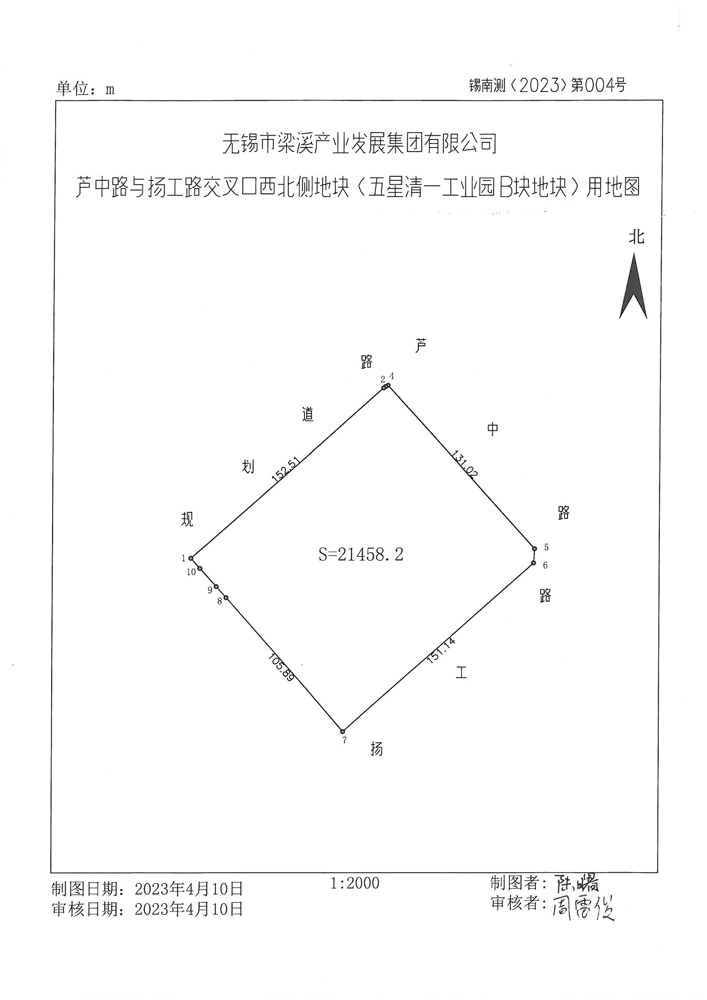 单位：m
锡南测〈2023〉第004号
无锡市梁溪产业发展集团有限公司
芦中路与扬工路交叉口西北侧地块（五星清一工业园B块地块）用地图
北
芦中路
规划道路
2
4
152.51
131.02
1
10
9
8
S=21458.2
5
6
105.89
151.14
7
扬工路
制图日期：2023年4月10日
审核日期：2023年4月10日
1:2000
制图者：陈曙
审核者：周雪俊